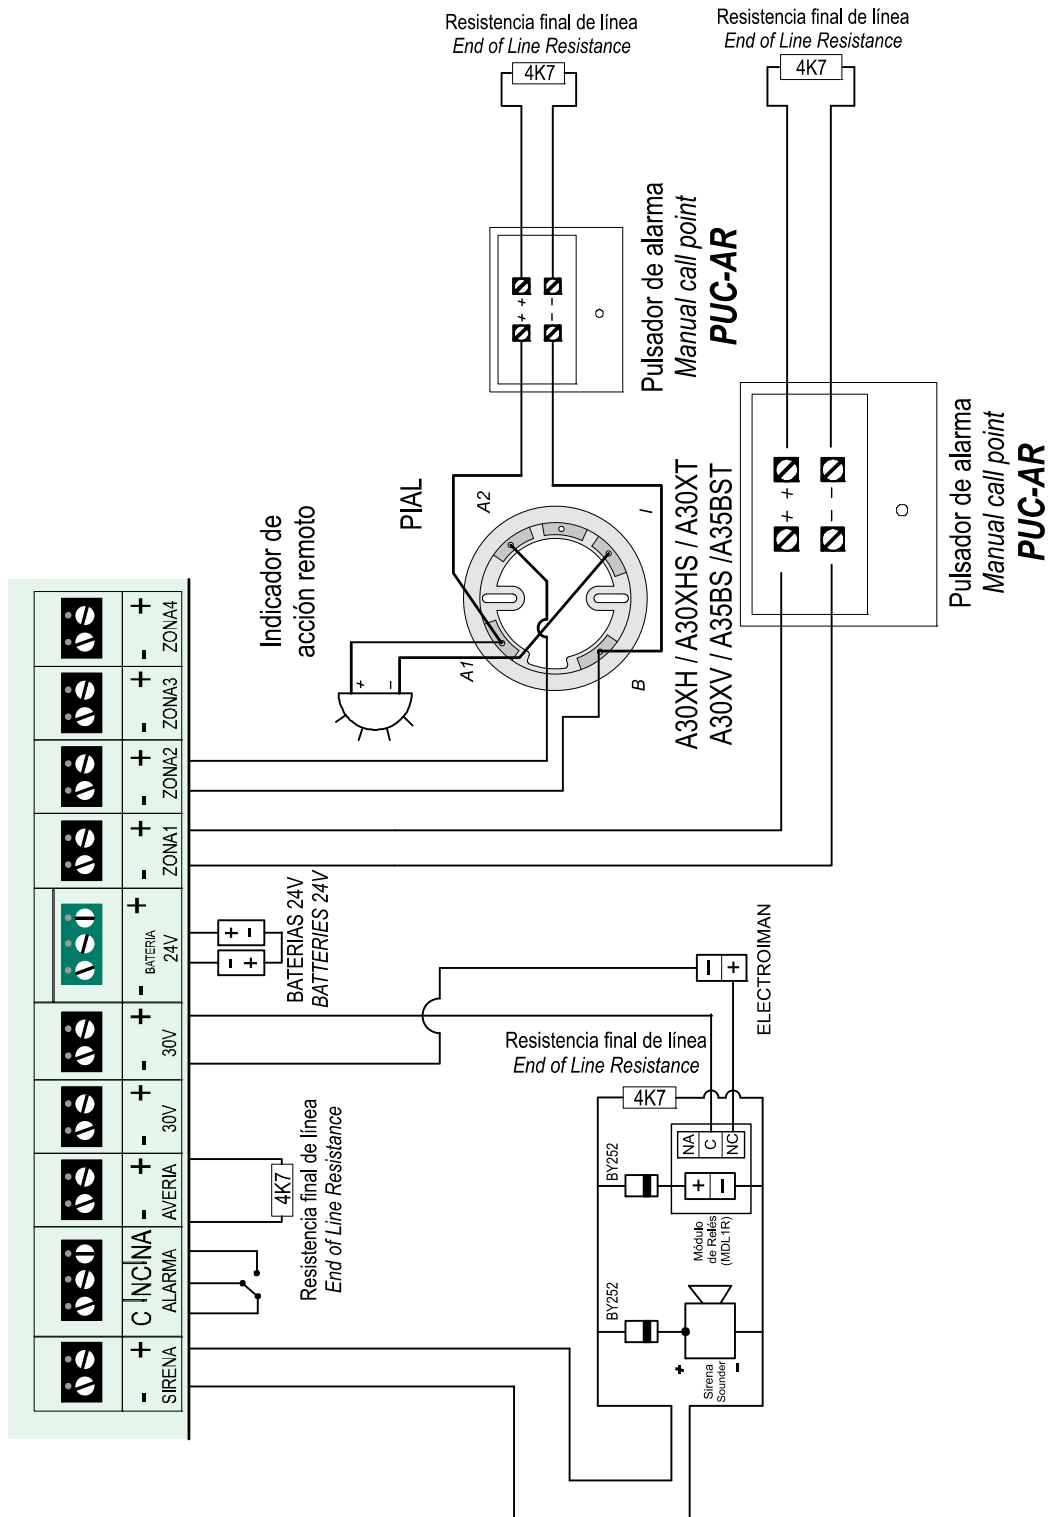 Resistencia final de línea
End of Line Resistance
4K7
Resistencia final de línea
End of Line Resistance
4K7
+ +
- -
Pulsador de alarma
Manual call point
PUC-AR
PIAL
A2
A1
I
B
Indicador de
acción remoto
+
-
A30XH / A30XHS / A30XT
A30XV / A35BS /A35BST
+ +
- -
Pulsador de alarma
Manual call point
PUC-AR
- +
ZONA4
- +
ZONA3
- +
ZONA2
- +
ZONA1
- +
BATERIA
24V
- +
30V
- +
30V
- +
AVERIA
C NC NA
ALARMA
- +
SIRENA
+ -
- +
BATERIAS 24V
BATTERIES 24V
- +
ELECTROIMAN
4K7
Resistencia final de línea
End of Line Resistance
Resistencia final de línea
End of Line Resistance
4K7
NA
C
NC
BY252
+ -
Módulo
de Relés
(MDL1R)
BY252
+
-
Sirena
Sounder